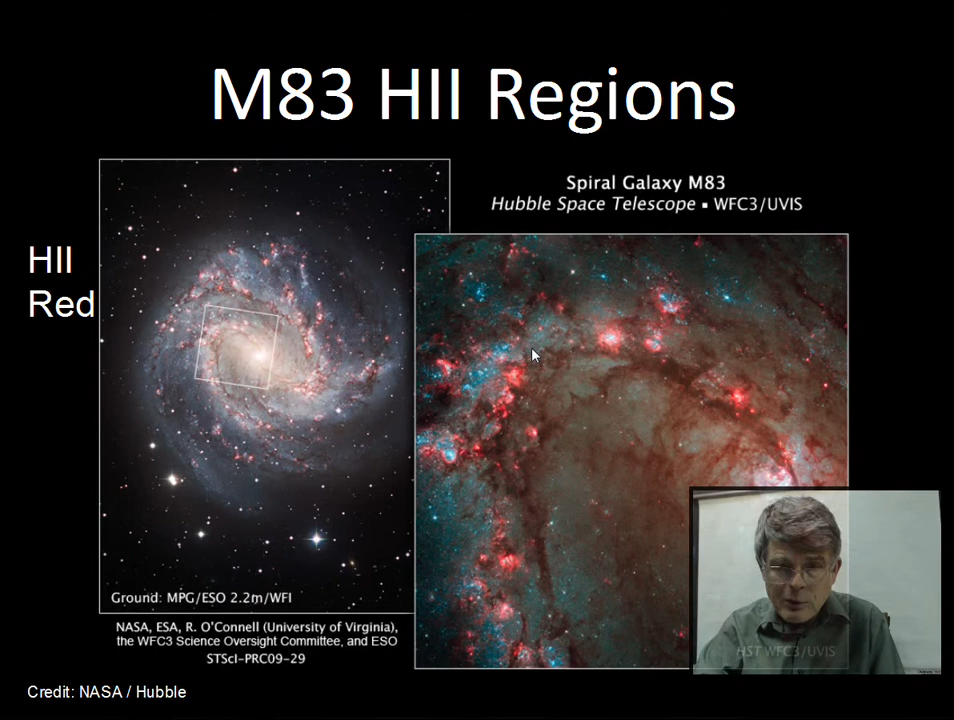 M83 HII Regions
Spiral Galaxy M83
Hubble Space Telescope ▪ WFC3/UVIS
HII
Red
Ground: MPG/ESO 2.2m/WFI
NASA, ESA, R. O'Connell (University of Virginia),
the WFC3 Science Oversight Committee, and ESO
STScI-PRC09-29
HST WFC3/UVIS
Credit: NASA / Hubble